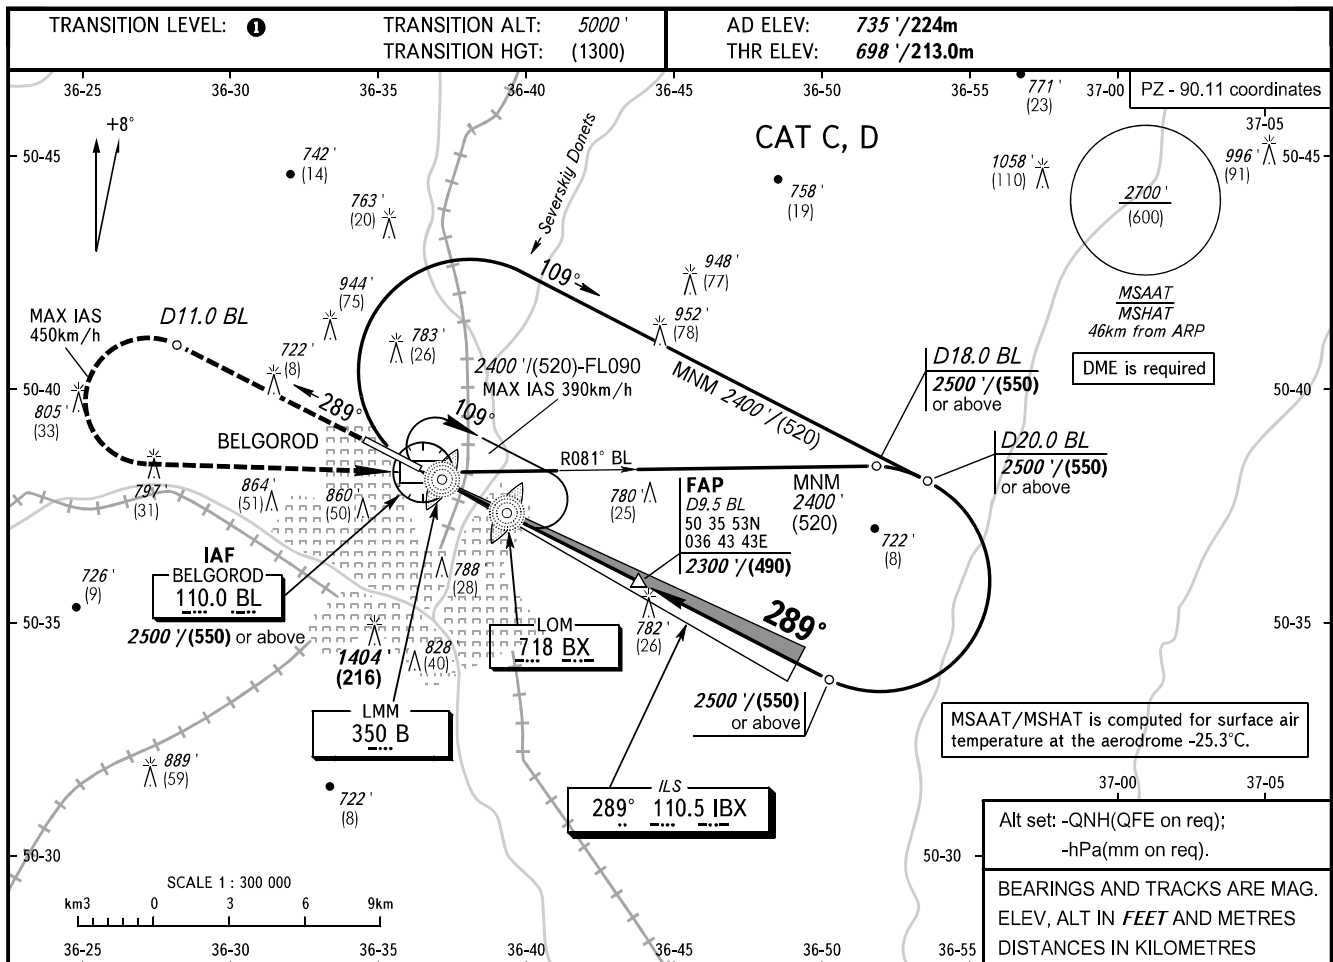 TRANSITION LEVEL: 1
TRANSITION ALT: 5000 '
TRANSITION HGT: (1300)
AD ELEV: 735 '/224m
THR ELEV: 698 '/213.0m
36-25 36-30 36-35 36-40 36-45 36-50 36-55 37-00
PZ - 90.11 coordinates
37-05
+8°
50-45
50-45
CAT C, D
771 '
(23)
742 '
(14)
763 '
(20)
Severskiy Donets
758 '
(19)
1058 '
(110)
996 '
(91)
2700 '
(600)
MSAAT
MSHAT
46km from ARP
DME is required
109°
948 '
(77)
952 '
(78)
944 '
(75)
783 '
(26)
MAX IAS
450km/h
D11.0 BL
722 '
(8)
2400 '/(520)-FL090
MAX IAS 390km/h
MNM 2400 '/(520)
D18.0 BL
2500 '/(550)
or above
50-40
50-40
805 '
(33)
289°
109°
BELGOROD
R081° BL
D20.0 BL
2500 '/(550)
or above
797 '
(31)
864 '
(51)
860 '
(50)
780 '
(25)
FAP
D9.5 BL
50 35 53N
036 43 43E
2300 '/(490)
MNM
2400 '
(520)
722 '
(8)
IAF
BELGOROD
110.0 BL
2500 '/(550) or above
726 '
(9)
788 '
(28)
50-35
50-35
LOM
718 BX
782 '
(26)
289°
1404 '
(216)
828 '
(40)
LMM
350 B
2500 '/(550)
or above
MSAAT/MSHAT is computed for surface air
temperature at the aerodrome -25.3°C.
889 '
(59)
722 '
(8)
ILS
289° 110.5 IBX
37-00 37-05
Alt set: -QNH(QFE on req);
-hPa(mm on req).
50-30
50-30
SCALE 1 : 300 000
km3 0 3 6 9km
BEARINGS AND TRACKS ARE MAG.
ELEV, ALT IN FEET AND METRES
DISTANCES IN KILOMETRES
36-25 36-30 36-35 36-40 36-45 36-50 36-55